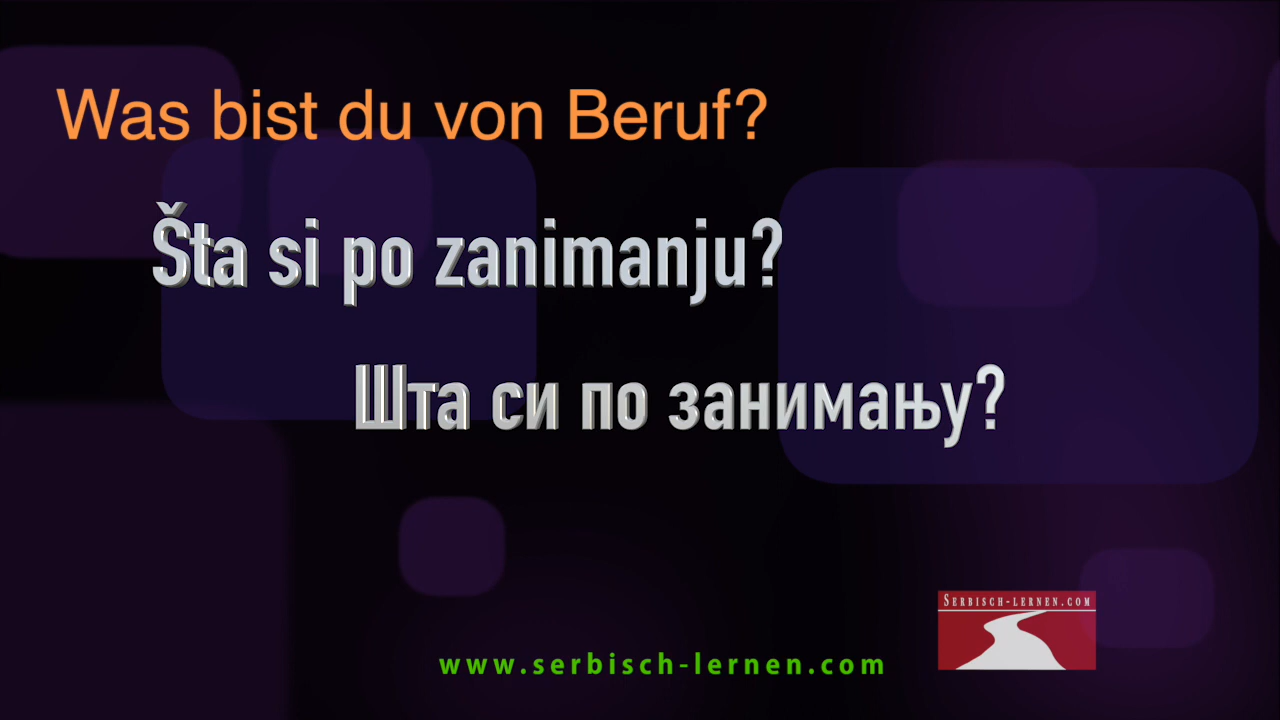 Was bist du von Beruf?
Šta si po zanimanju?
Шта си по занимању?
SERBISCH-LERNEN.COM
www.serbisch-lernen.com